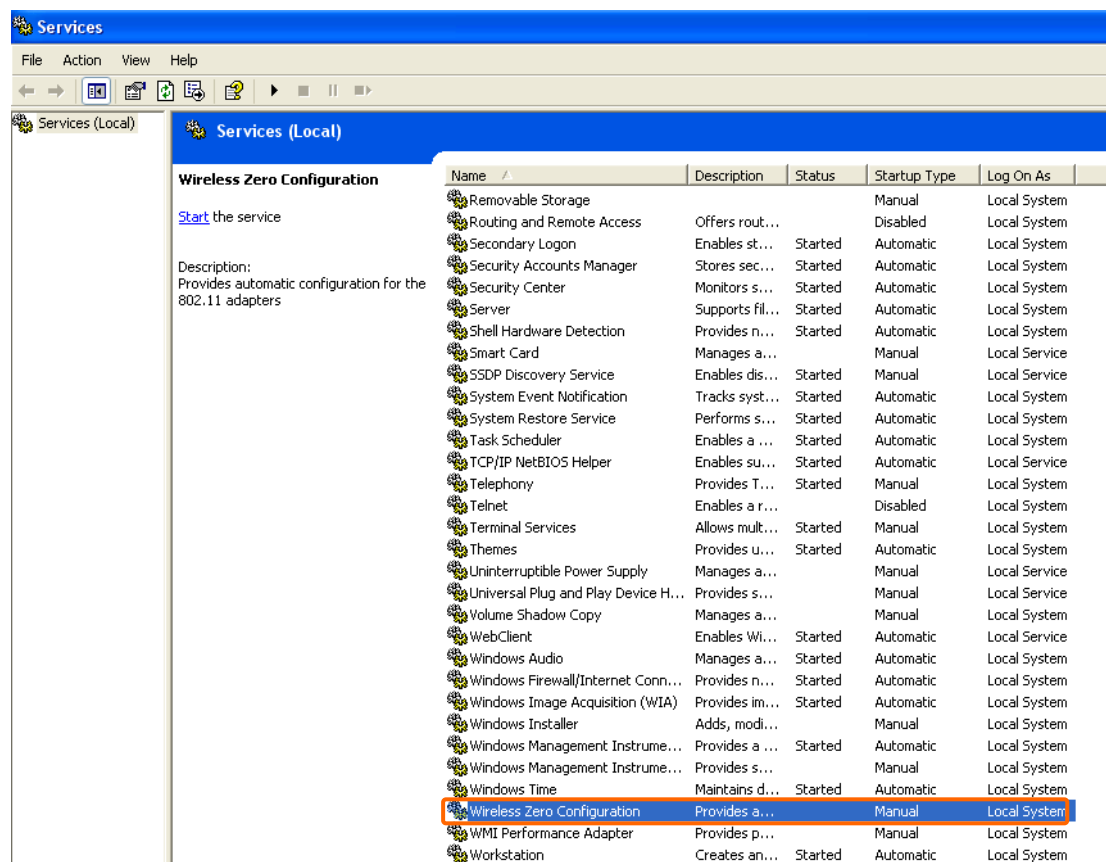 Services
File Action View Help
Services (Local)
Services (Local)
Wireless Zero Configuration
Start the service
Description:
Provides automatic configuration for the
802.11 adapters
Name Description Status Startup Type Log On As
Removable Storage Manual Local System
Routing and Remote Access Offers rout... Disabled Local System
Secondary Logon Enables st... Started Automatic Local System
Security Accounts Manager Stores sec... Started Automatic Local System
Security Center Monitors s... Started Automatic Local System
Server Supports fil... Started Automatic Local System
Shell Hardware Detection Provides n... Started Automatic Local System
Smart Card Manages a... Manual Local Service
SSDP Discovery Service Enables dis... Started Manual Local Service
System Event Notification Tracks syst... Started Automatic Local System
System Restore Service Performs s... Started Automatic Local System
Task Scheduler Enables a ... Started Automatic Local System
TCP/IP NetBIOS Helper Enables su... Started Automatic Local Service
Telephony Provides T... Started Manual Local System
Telnet Enables a r... Disabled Local System
Terminal Services Allows mult... Started Manual Local System
Themes Provides u... Started Automatic Local System
Uninterruptible Power Supply Manages a... Manual Local Service
Universal Plug and Play Device H... Provides s... Manual Local Service
Volume Shadow Copy Manages a... Manual Local System
WebClient Enables Wi... Started Automatic Local Service
Windows Audio Manages a... Started Automatic Local System
Windows Firewall/Internet Conn... Provides n... Started Automatic Local System
Windows Image Acquisition (WIA) Provides im... Started Automatic Local System
Windows Installer Adds, modi... Manual Local System
Windows Management Instrume... Provides a ... Started Automatic Local System
Windows Management Instrume... Provides s... Manual Local System
Windows Time Maintains d... Started Automatic Local System
Wireless Zero Configuration Provides a... Manual Local System
WMI Performance Adapter Provides p... Manual Local System
Workstation Creates an... Started Automatic Local System